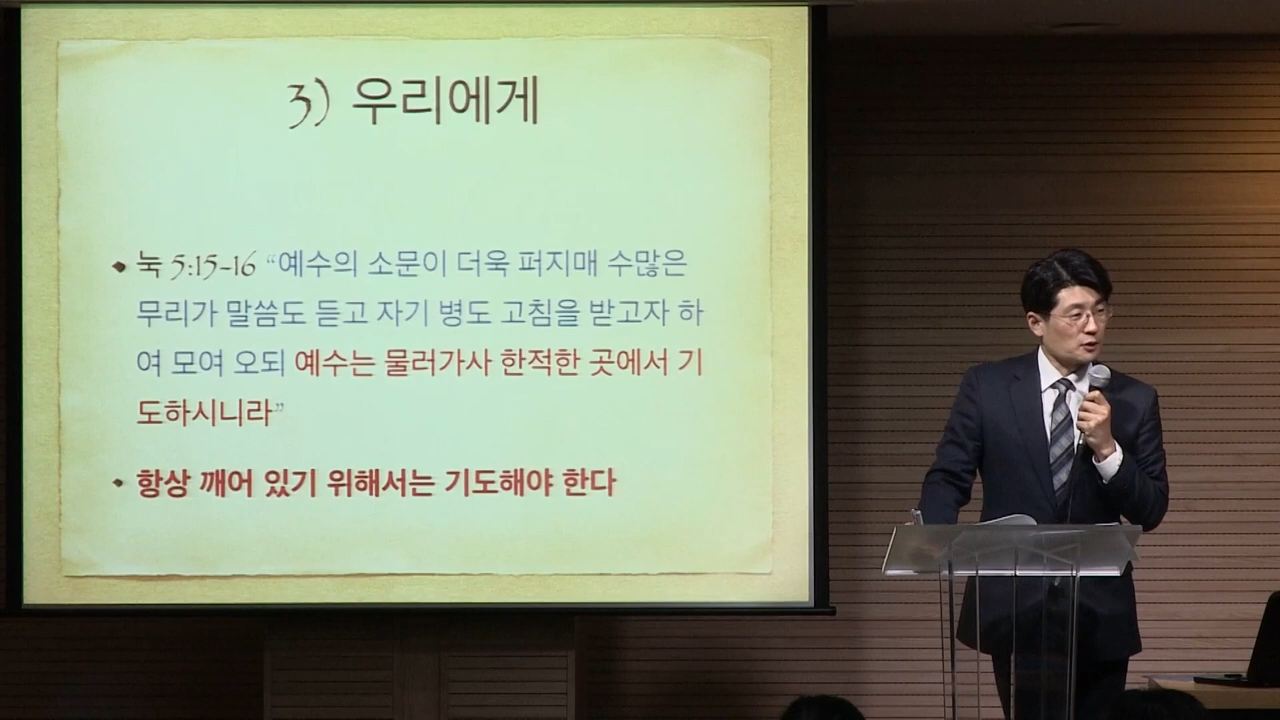 3) 우리에게
눅 5:15-16 “예수의 소문이 더욱 퍼지매 수많은
무리가 말씀도 듣고 자기 병도 고침을 받고자 하
여 모여 오되 예수는 물러가사 한적한 곳에서 기
도하시니라”
항상 깨어 있기 위해서는 기도해야 한다